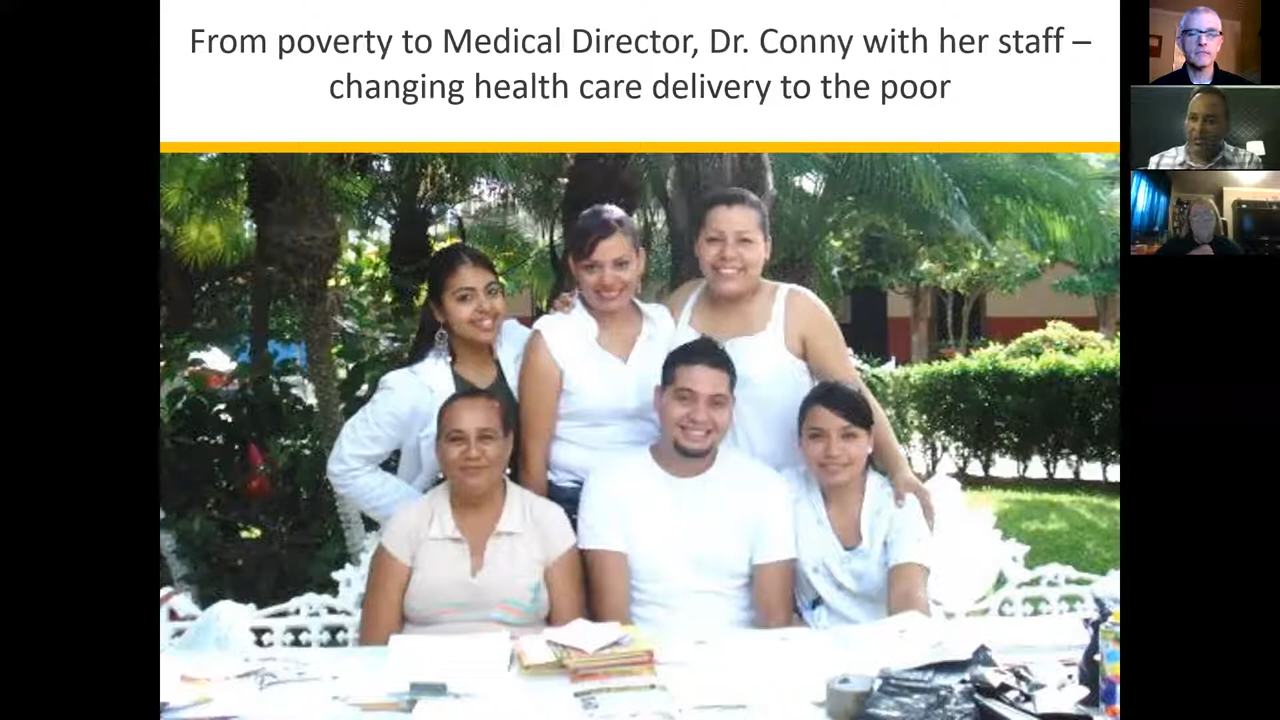 From poverty to Medical Director, Dr. Conny with her staff –
changing health care delivery to the poor